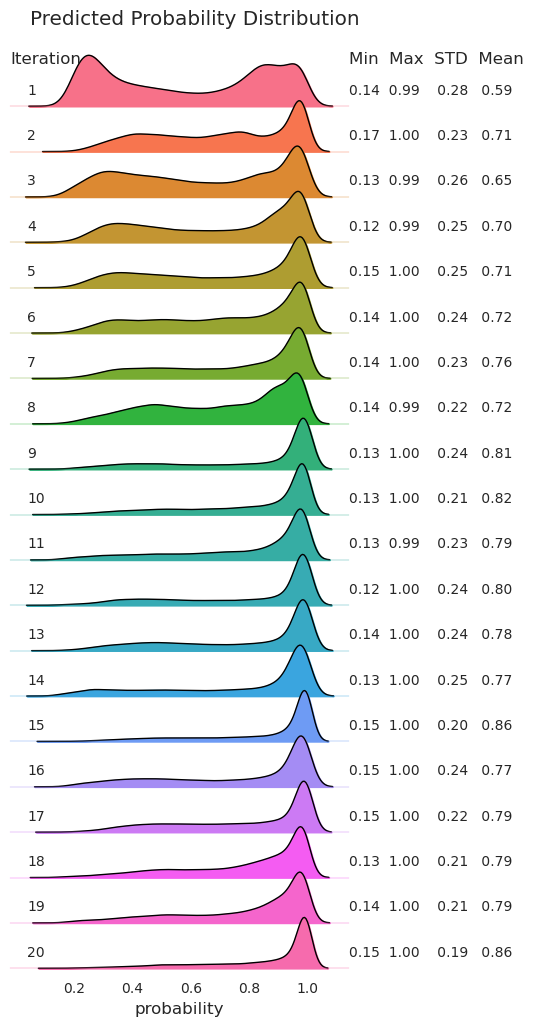 Predicted Probability Distribution
Iteration Min Max STD Mean
1 0.14 0.99 0.28 0.59
2 0.17 1.00 0.23 0.71
3 0.13 0.99 0.26 0.65
4 0.12 0.99 0.25 0.70
5 0.15 1.00 0.25 0.71
6 0.14 1.00 0.24 0.72
7 0.14 1.00 0.23 0.76
8 0.14 0.99 0.22 0.72
9 0.13 1.00 0.24 0.81
10 0.13 1.00 0.21 0.82
11 0.13 0.99 0.23 0.79
12 0.12 1.00 0.24 0.80
13 0.14 1.00 0.24 0.78
14 0.13 1.00 0.25 0.77
15 0.15 1.00 0.20 0.86
16 0.15 1.00 0.24 0.77
17 0.15 1.00 0.22 0.79
18 0.13 1.00 0.21 0.79
19 0.14 1.00 0.21 0.79
20 0.15 1.00 0.19 0.86
0.2 0.4 0.6 0.8 1.0
probability